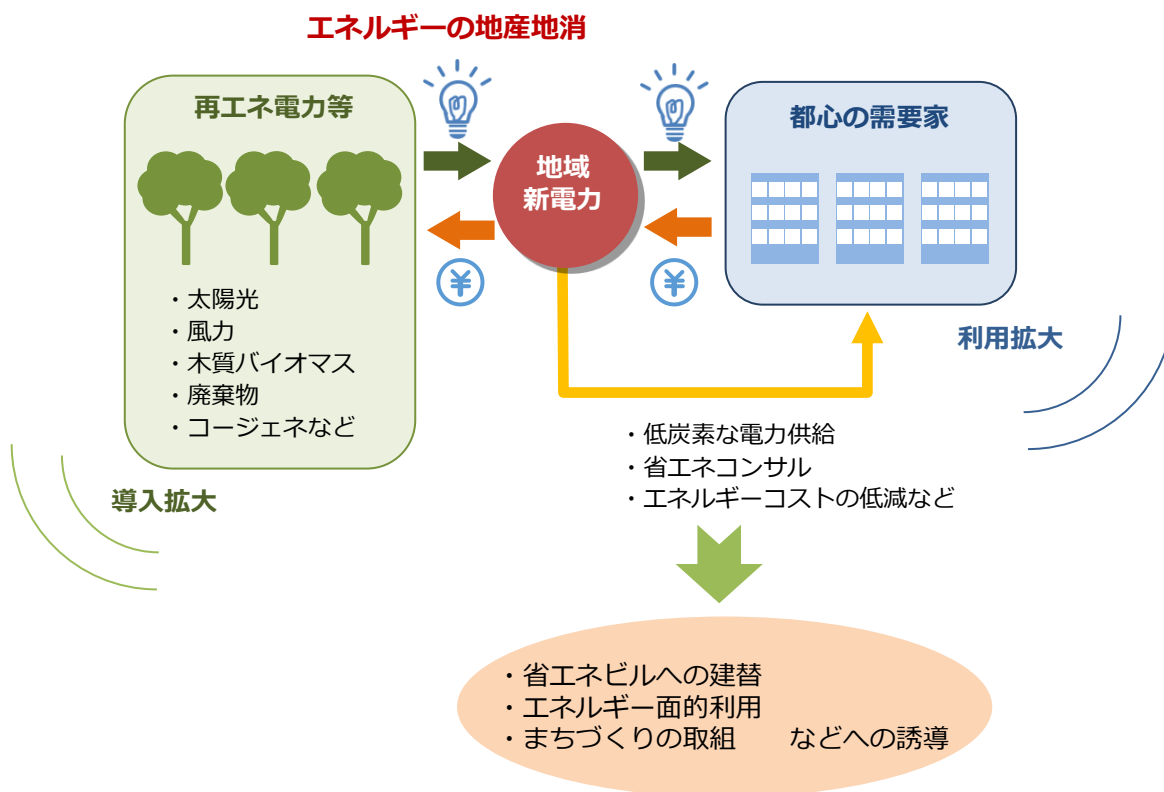 エネルギーの地産地消
再エネ電力等
・太陽光
・風力
・木質バイオマス
・廃棄物
・コージェネなど
導入拡大
地域
新電力
¥
¥
都心の需要家
利用拡大
・低炭素な電力供給
・省エネコンサル
・エネルギーコストの低減など
・省エネビルへの建替
・エネルギー面的利用
・まちづくりの取組　　などへの誘導